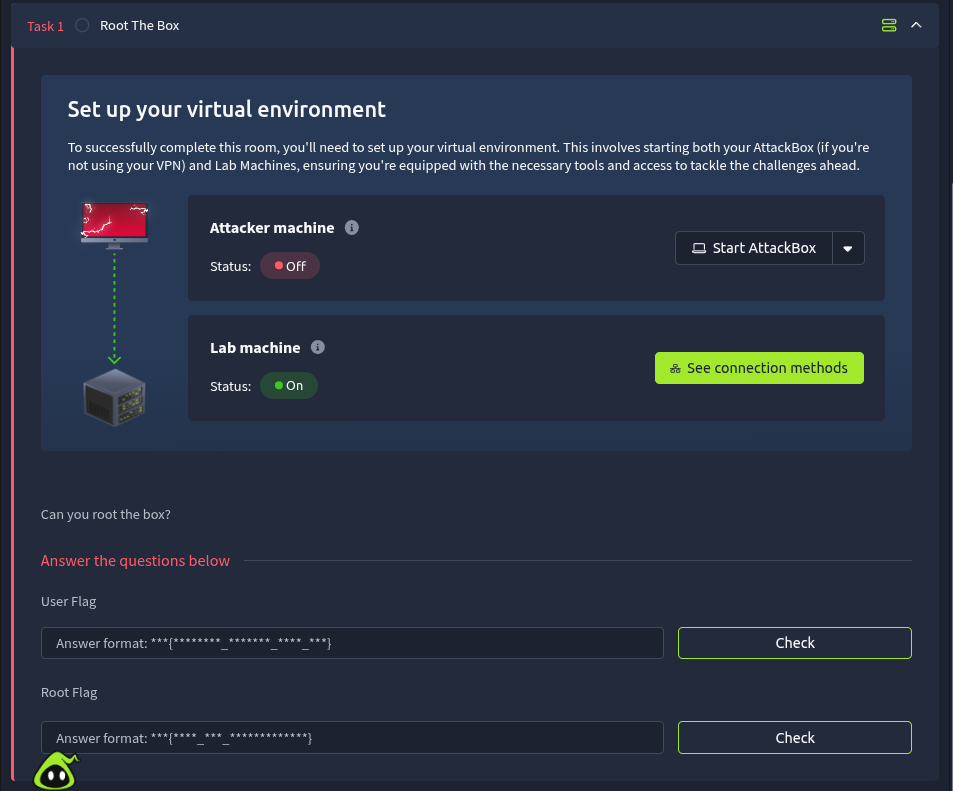 Task 1 Root The Box
Set up your virtual environment
To successfully complete this room, you'll need to set up your virtual environment. This involves starting both your AttackBox (if you're
not using your VPN) and Lab Machines, ensuring you're equipped with the necessary tools and access to tackle the challenges ahead.
Attacker machine
Status: Off
Start AttackBox
Lab machine
Status: On
See connection methods
Can you root the box?
Answer the questions below
User Flag
Answer format: ***{********_*******_****_***}
Check
Root Flag
Answer format: ***{****_***_*************}
Check